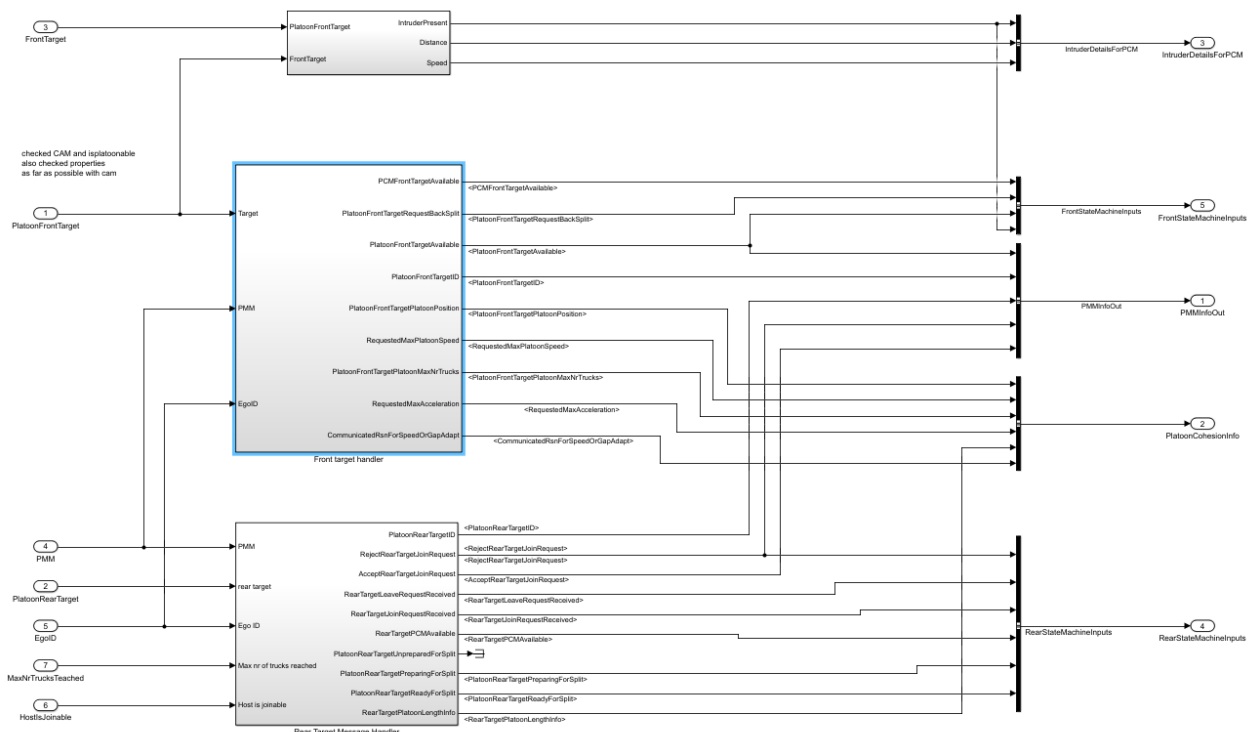 3
FrontTarget
PlatoonFrontTarget
FrontTarget
IntruderPresent
Distance
Speed
IntruderDetailsForPCM
3
IntruderDetailsForPCM
checked CAM and isplatoonable
also checked properties
as far as possible with cam
1
PlatoonFrontTarget
Target
PMM
EgoID
PCMFrontTargetAvailable
PlatoonFrontTargetRequestBackSplit
PlatoonFrontTargetAvailable
PlatoonFrontTargetID
PlatoonFrontTargetPlatoonPosition
RequestedMaxPlatoonSpeed
PlatoonFrontTargetPlatoonMaxNrTrucks
RequestedMaxAcceleration
CommunicatedRsnForSpeedOrGapAdapt
Front target handler
<PCMFrontTargetAvailable>
<PlatoonFrontTargetRequestBackSplit>
<PlatoonFrontTargetAvailable>
<PlatoonFrontTargetID>
<PlatoonFrontTargetPlatoonPosition>
<RequestedMaxPlatoonSpeed>
<PlatoonFrontTargetPlatoonMaxNrTrucks>
<RequestedMaxAcceleration>
<CommunicatedRsnForSpeedOrGapAdapt>
FrontStateMachineInputs
5
FrontStateMachineInputs
PMMInfoOut
1
PMMInfoOut
2
PlatoonCohesionInfo
4
PMM
2
PlatoonRearTarget
5
EgoID
7
MaxNrTrucksTeached
6
HostIsJoinable
PMM
rear target
Ego ID
Max nr of trucks reached
Host is joinable
PlatoonRearTargetID
RejectRearTargetJoinRequest
AcceptRearTargetJoinRequest
RearTargetLeaveRequestReceived
RearTargetJoinRequestReceived
RearTargetPCMAvailable
PlatoonRearTargetUnpreparedForSplit
PlatoonRearTargetPreparingForSplit
PlatoonRearTargetReadyForSplit
RearTargetPlatoonLengthInfo
Rear Target Message Handler
<PlatoonRearTargetID>
<RejectRearTargetJoinRequest>
<RejectRearTargetJoinRequest>
<AcceptRearTargetJoinRequest>
<RearTargetLeaveRequestReceived>
<RearTargetJoinRequestReceived>
<RearTargetPCMAvailable>
<PlatoonRearTargetPreparingForSplit>
<PlatoonRearTargetReadyForSplit>
<RearTargetPlatoonLengthInfo>
RearStateMachineInputs
4
RearStateMachineInputs